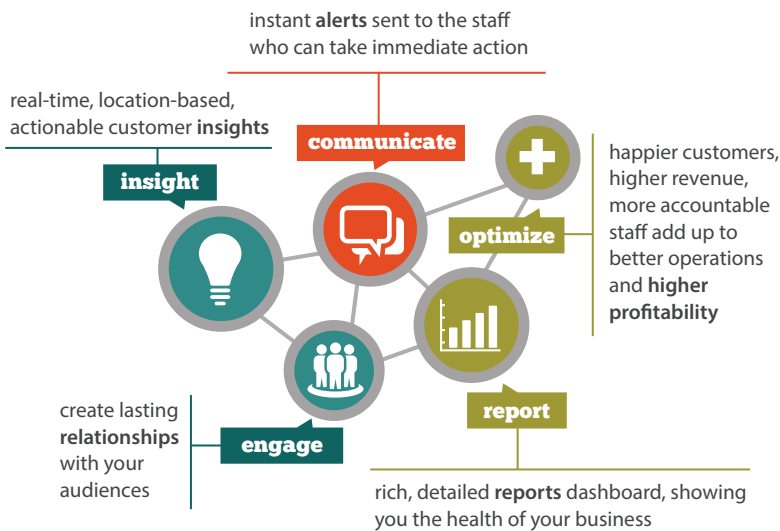 instant alerts sent to the staff
who can take immediate action
real-time, location-based,
actionable customer insights
communicate
insight
happier customers,
higher revenue,
more accountable
staff add up to
better operations
and higher
profitability
optimize
create lasting
relationships
with your
audiences
engage
report
rich, detailed reports dashboard, showing
you the health of your business